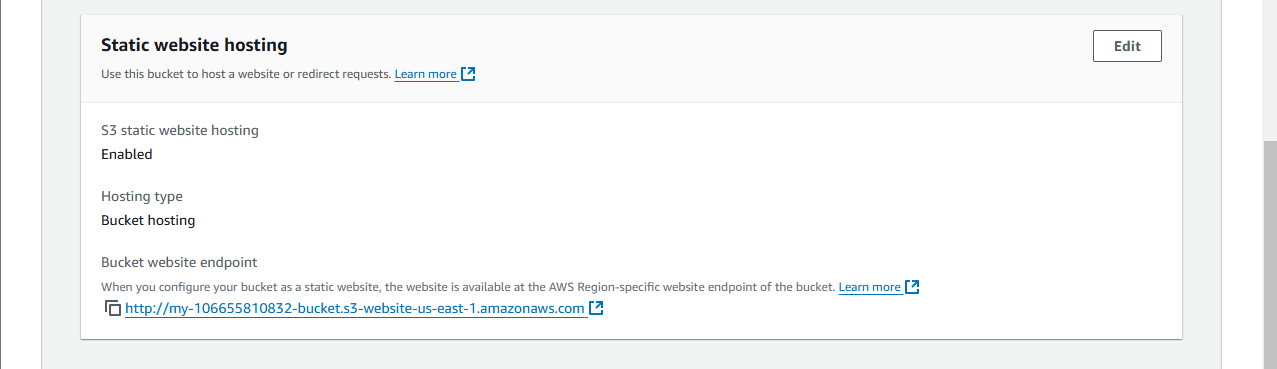 Static website hosting
Edit
Use this bucket to host a website or redirect requests. Learn more
S3 static website hosting
Enabled
Hosting type
Bucket hosting
Bucket website endpoint
When you configure your bucket as a static website, the website is available at the AWS Region-specific website endpoint of the bucket. Learn more
http://my-106655810832-bucket.s3-website-us-east-1.amazonaws.com